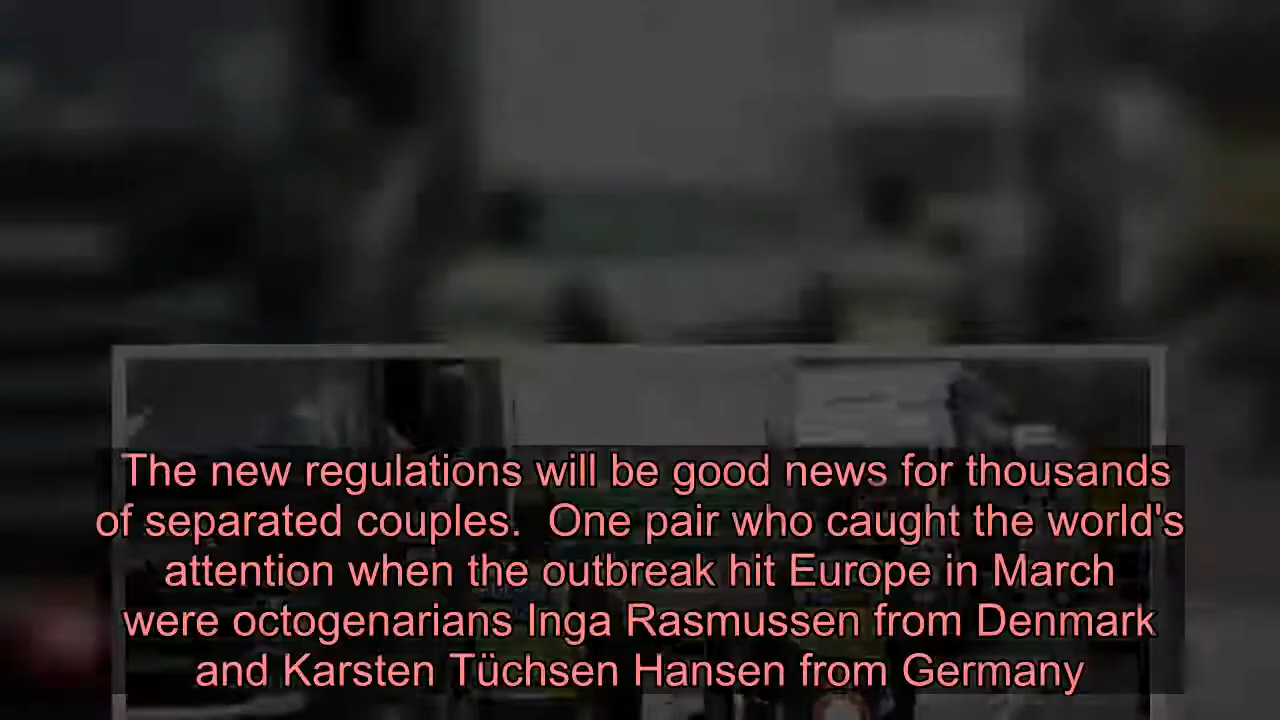 The new regulations will be good news for thousands
of separated couples.  One pair who caught the world's
attention when the outbreak hit Europe in March
were octogenarians Inga Rasmussen from Denmark
and Karsten Tüchsen Hansen from Germany